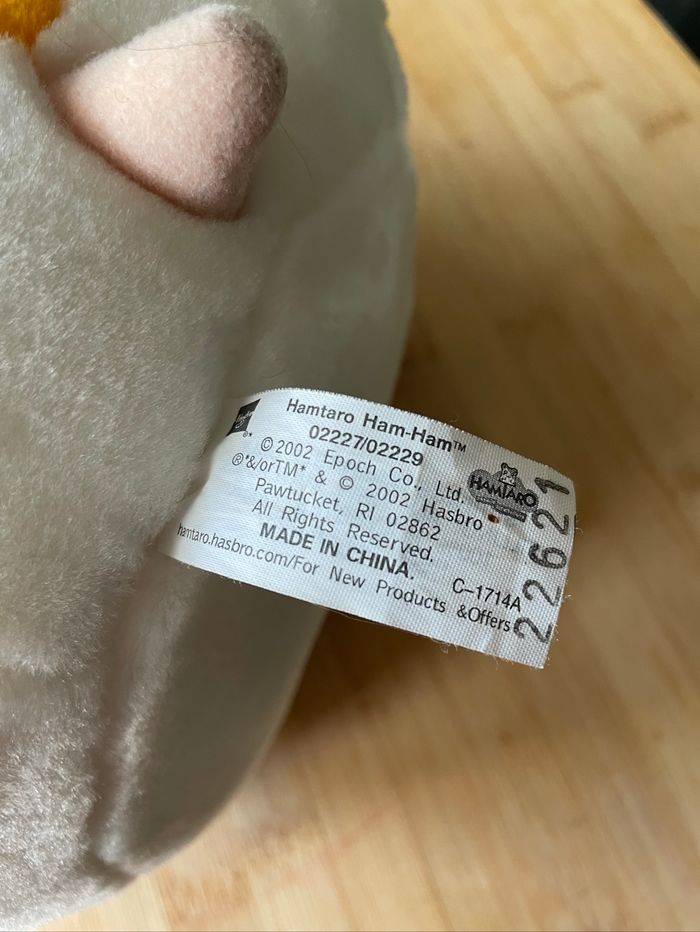 Hamtaro Ham-Ham™
02227/02229
©2002 Epoch Co., Ltd.
®*&/orTM* & © 2002 Hasbro
Pawtucket, RI 02862
All Rights Reserved.
MADE IN CHINA.
hamtaro.hasbro.com/For New Products &Offers
C-1714A
HAMTARO
22621